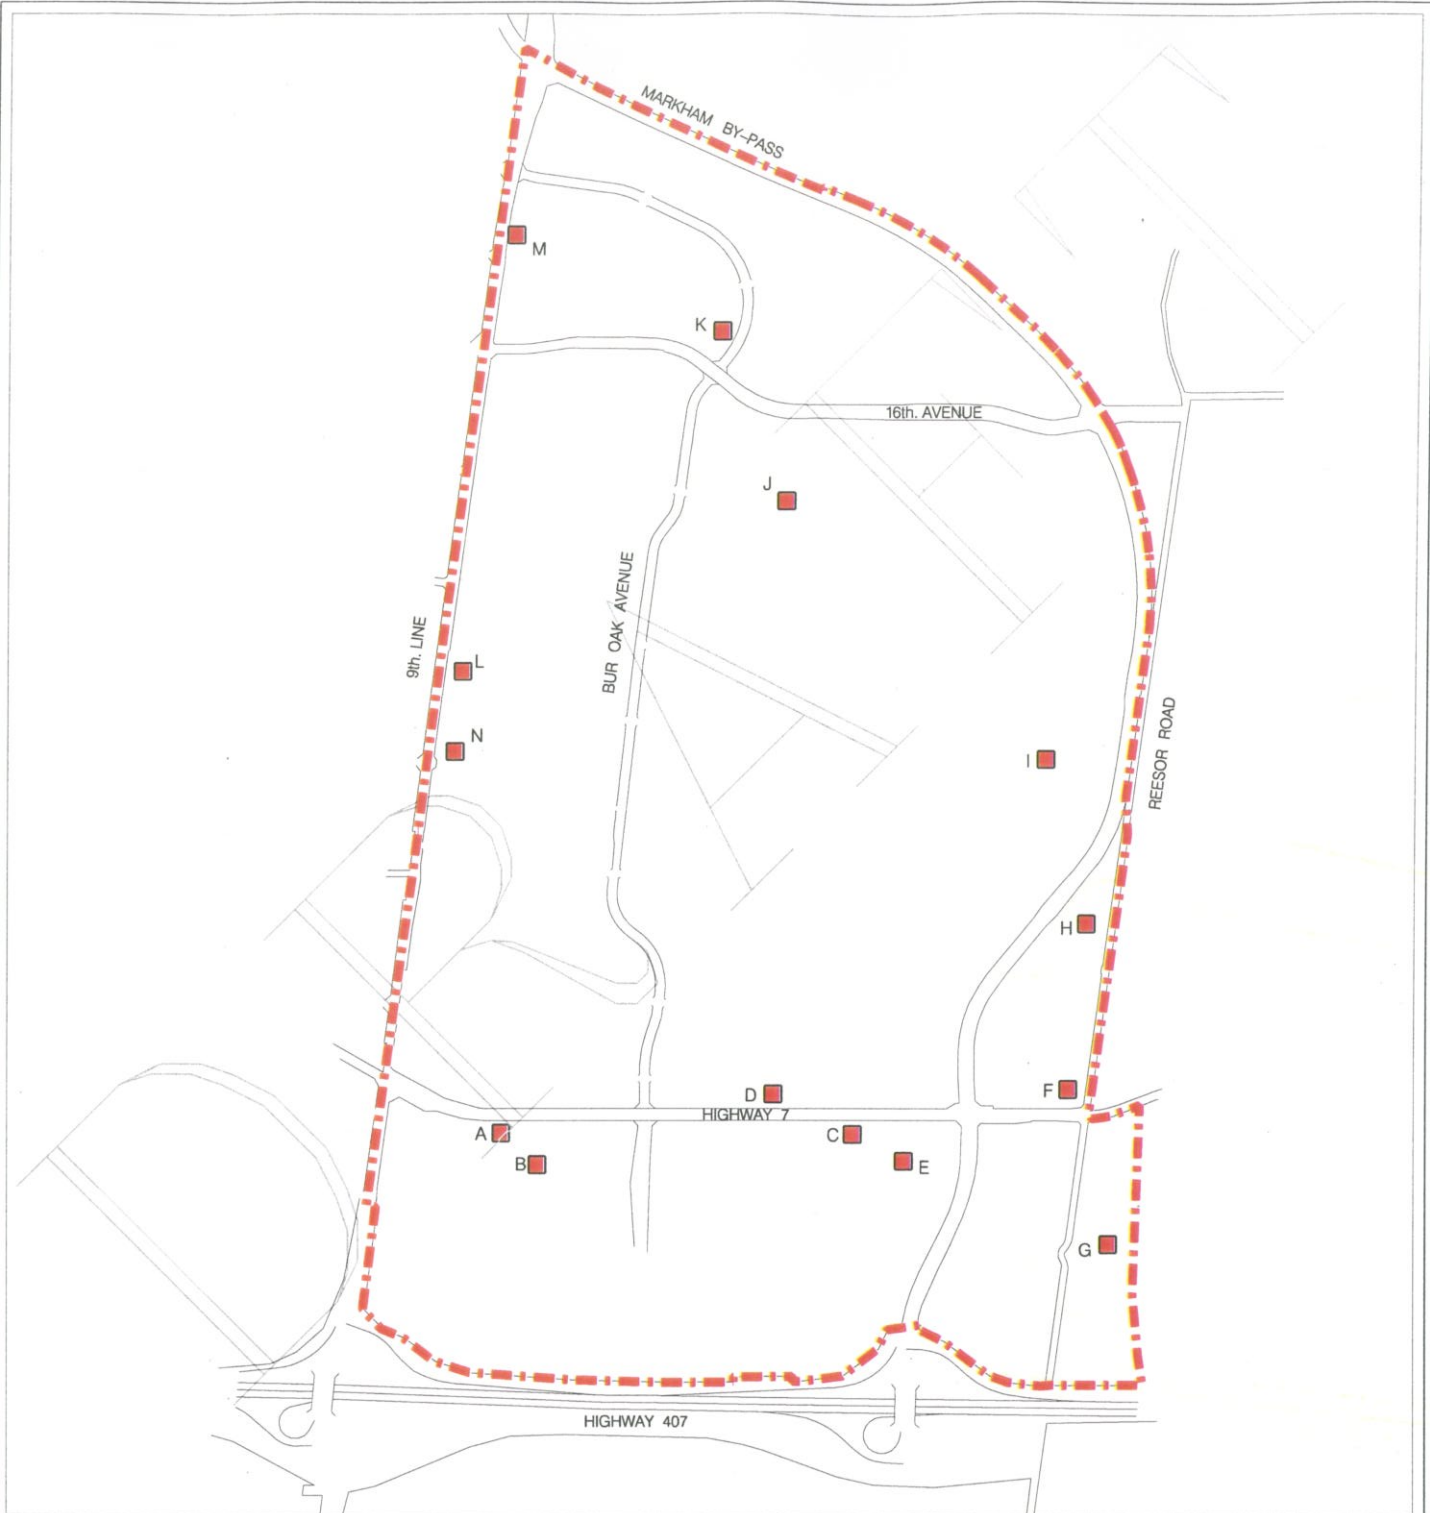 MARKHAM BY-PASS
M
K
16th. AVENUE
J
BUR OAK AVENUE
9th. LINE
L
REESOR ROAD
N
I
H
F
D
HIGHWAY 7
A
C
B
E
G
HIGHWAY 407